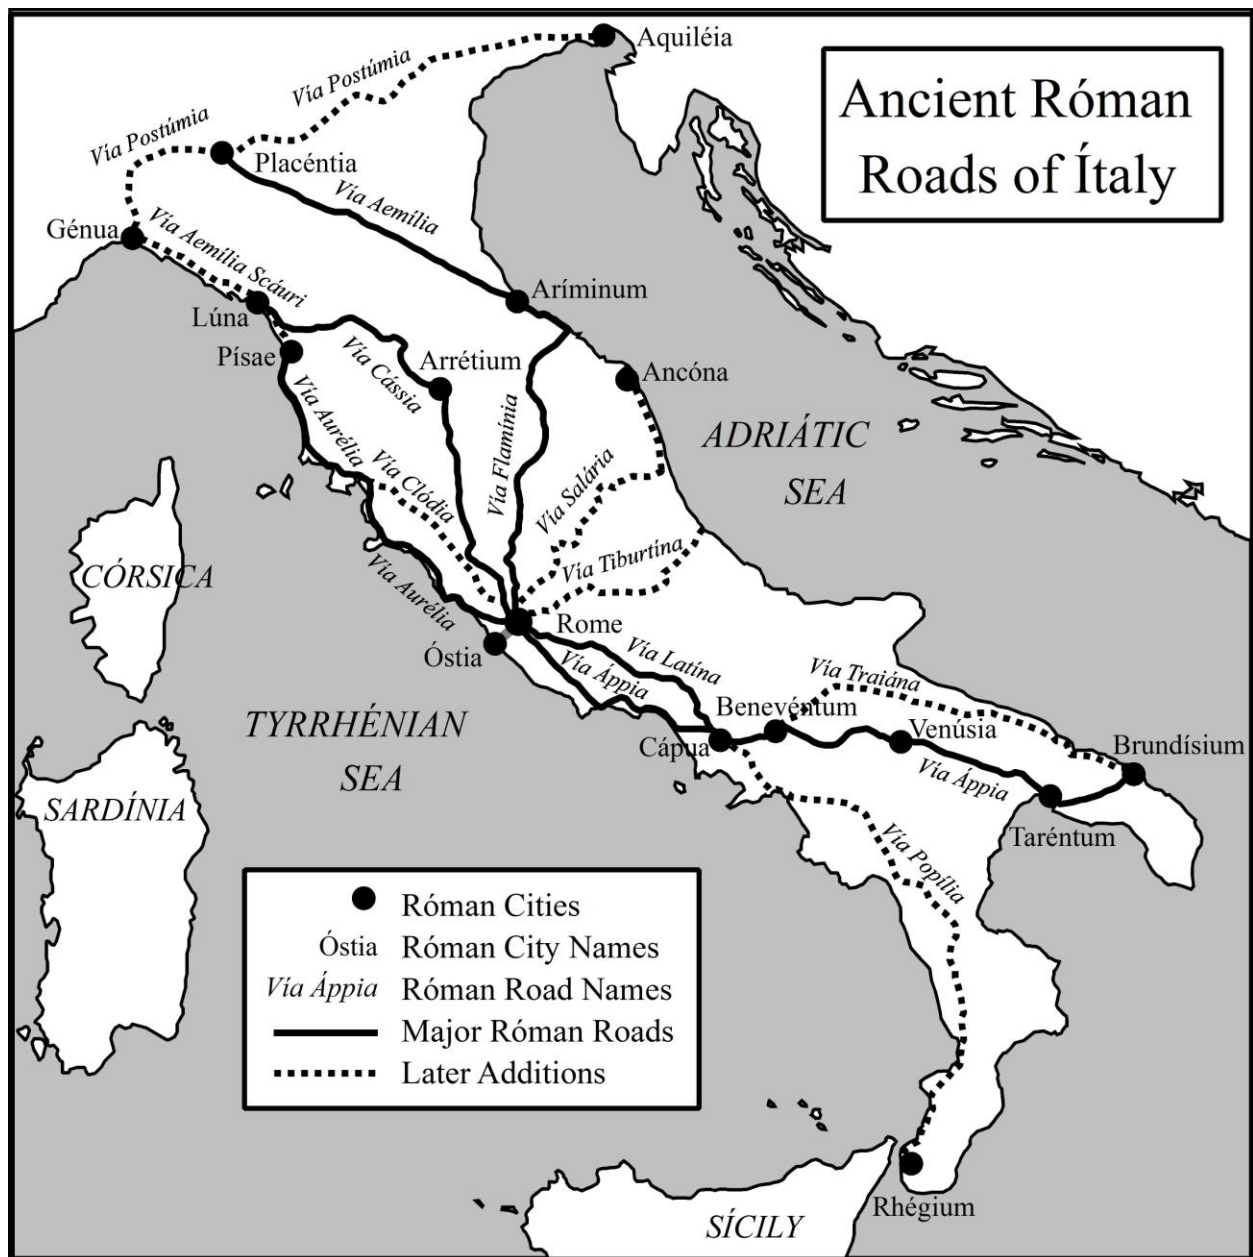 Ancient Róman
Roads of Ítaly
Aquiléia
Vía Postúmia
Vía Postúmia
Placéntia
Vía Aemília
Génua
Vía Aemília Scáuri
Lúna
Aríminum
Písae
Arrétium
Vía Cássia
Ancóna
Vía Aurélia
Vía Clódia
Vía Flamínia
Vía Salária
ADRIÁTIC
SEA
Vía Tiburtína
CÓRSICA
Vía Aurélia
Rome
Óstia
Vía Áppia
Vía Latína
Vía Traiána
Benevéntum
TYRRHÉNIAN
SEA
Cápua
Venúsia
Brundísium
Vía Áppia
SARDÍNIA
Taréntum
Vía Popília
Róman Cities
Óstia Róman City Names
Vía Áppia Róman Road Names
Major Róman Roads
Later Additions
Rhégium
SÍCILY